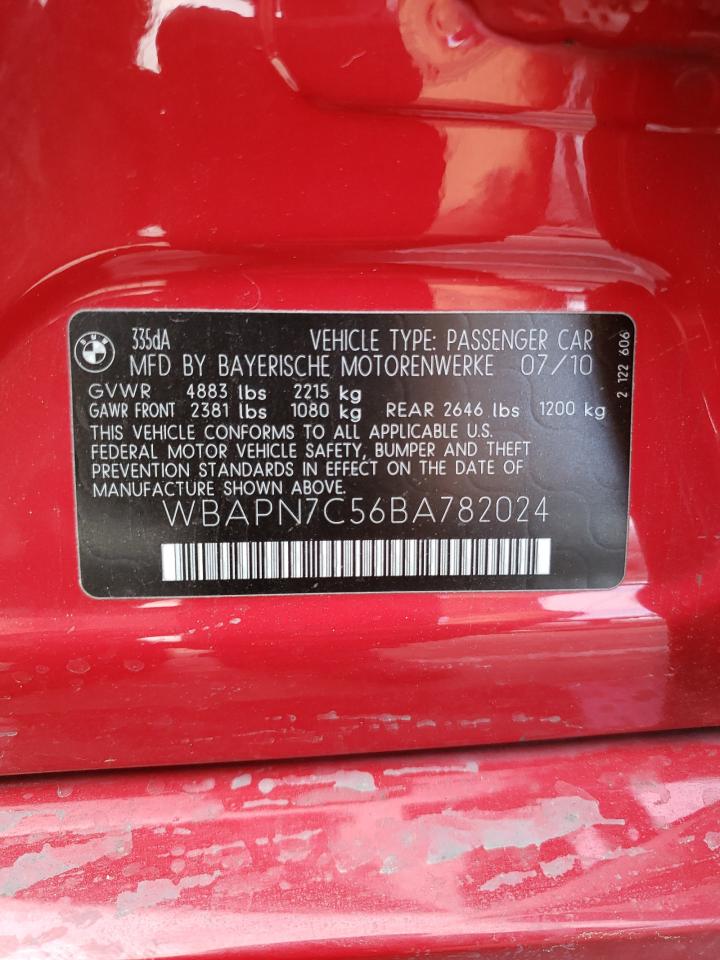 BMW
335dA VEHICLE TYPE: PASSENGER CAR
MFD BY BAYERISCHE MOTORENWERKE 07/10
GVWR 4883 lbs 2215 kg
GAWR FRONT 2381 lbs 1080 kg REAR 2646 lbs 1200 kg
THIS VEHICLE CONFORMS TO ALL APPLICABLE U.S.
FEDERAL MOTOR VEHICLE SAFETY, BUMPER AND THEFT
PREVENTION STANDARDS IN EFFECT ON THE DATE OF
MANUFACTURE SHOWN ABOVE.
WBAPN7C56BA782024
2 122 606